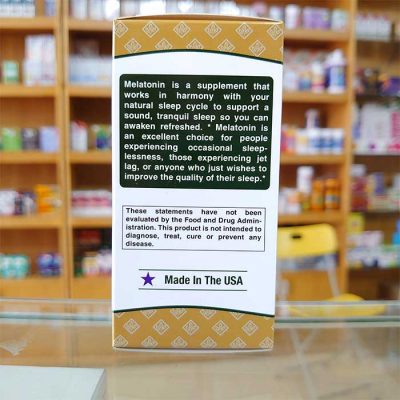 Melatonin is a supplement that
works in harmony with your
natural sleep cycle to support a
sound, tranquil sleep so you can
awaken refreshed. * Melatonin is
an excellent choice for people
experiencing occasional sleep-
lessness, those experiencing jet
lag, or anyone who just wishes to
improve the quality of their sleep.*
These statements have not been
evaluated by the Food and Drug Admin-
istration. This product is not intended to
diagnose, treat, cure or prevent any
disease.
Made In The USA